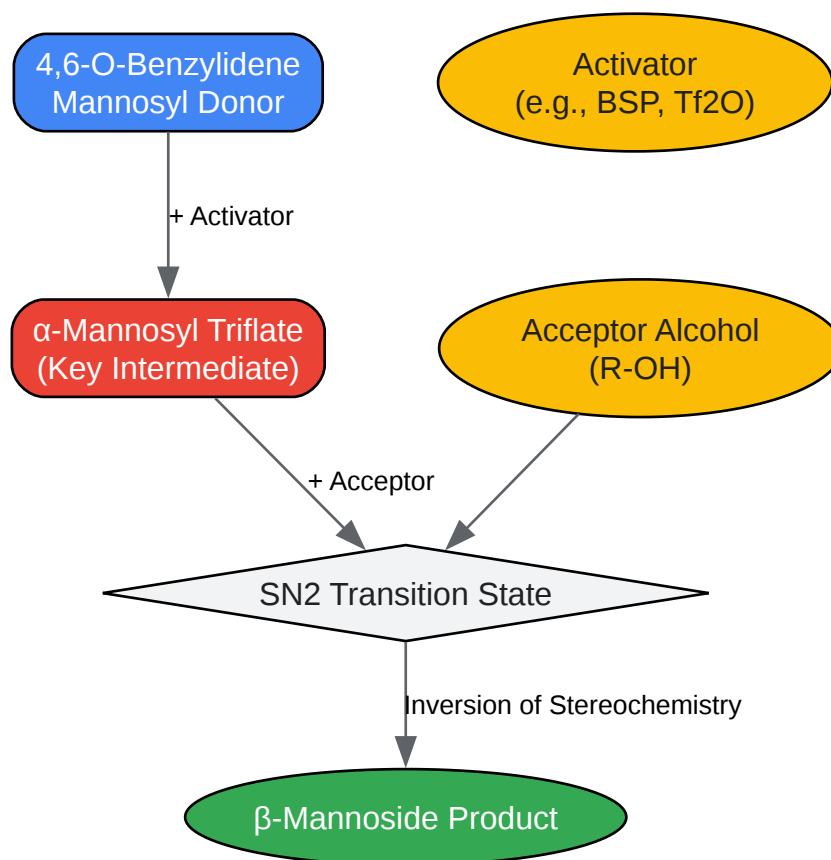 4,6-O-Benzylidene
Mannosyl Donor
Activator
(e.g., BSP, Tf2O)
+ Activator
α-Mannosyl Triflate
(Key Intermediate)
Acceptor Alcohol
(R-OH)
+ Acceptor
SN2 Transition State
Inversion of Stereochemistry
β-Mannoside Product